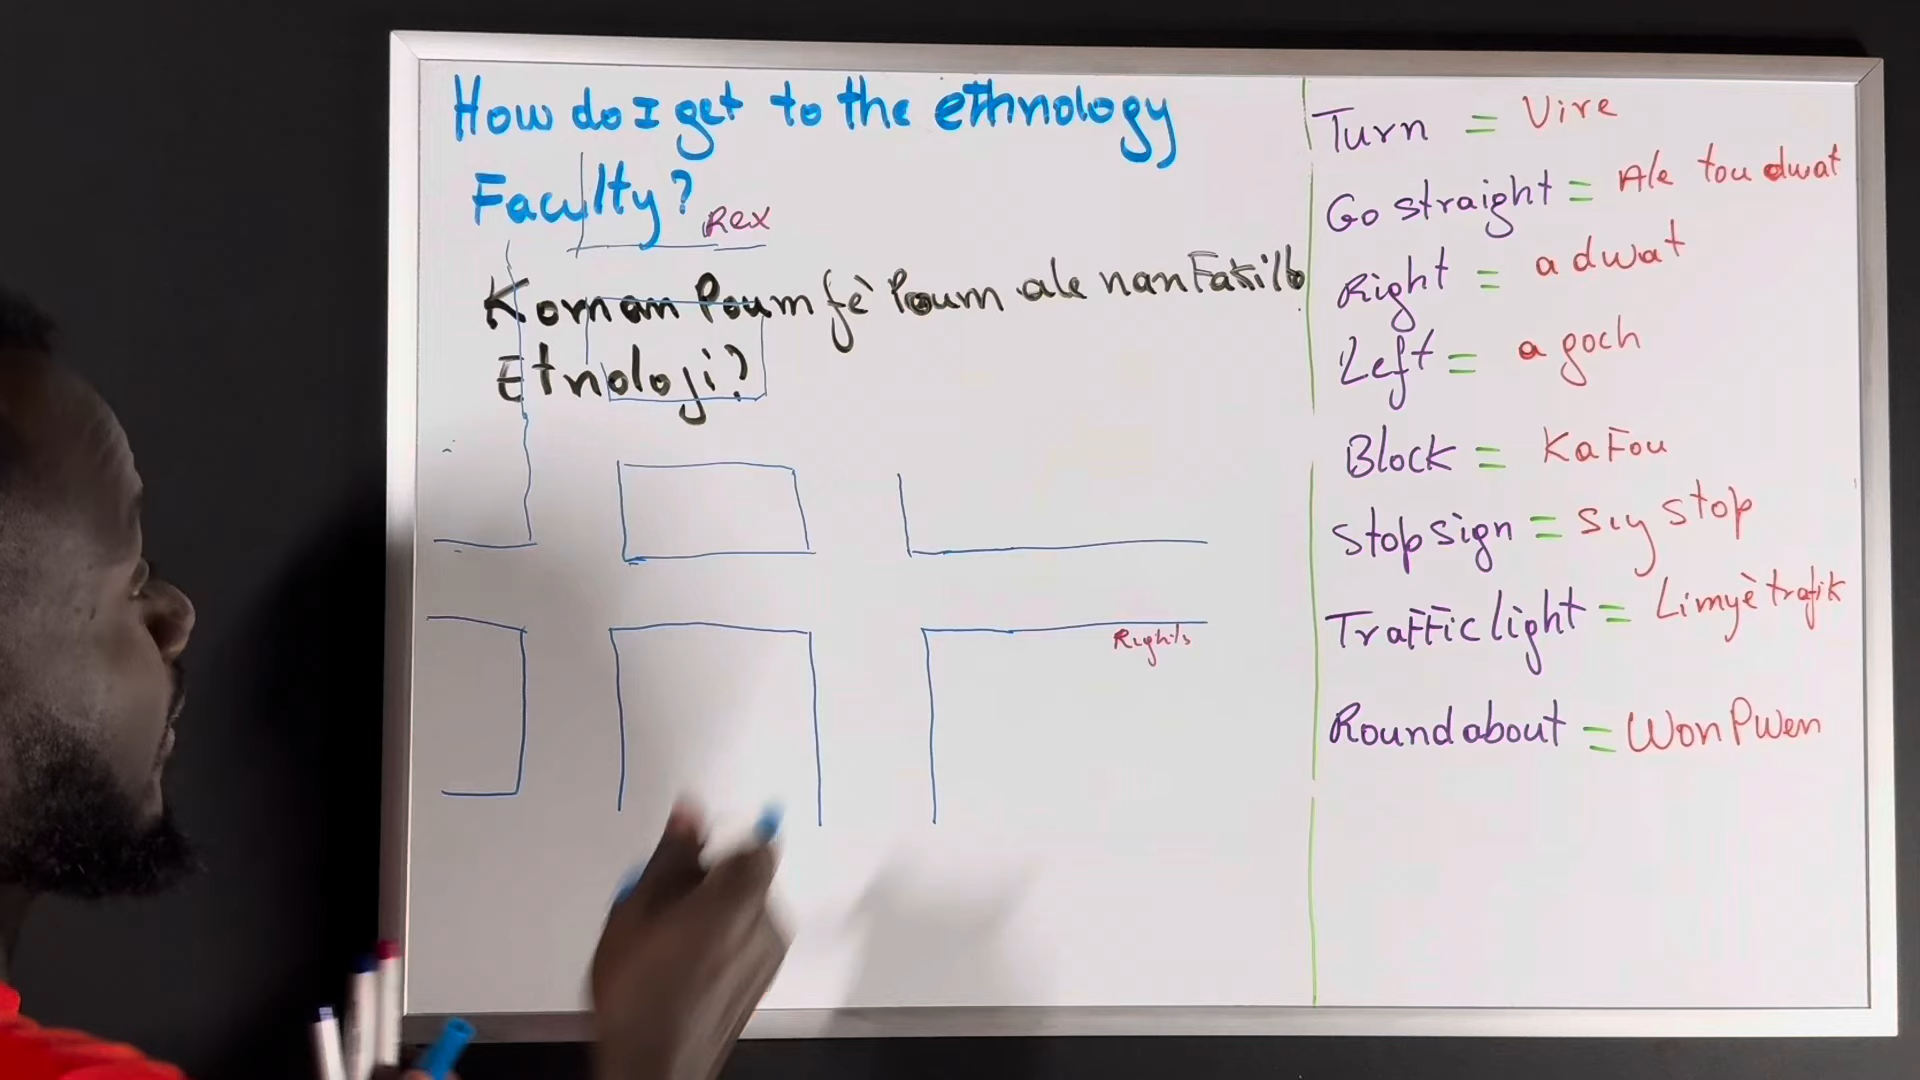 How do I get to the ethnology
Faculty?
Rex
Koman Poum fè Poum ale nan Fakilte
Etnoloji?
Rights
Turn = Vire
Go straight = Ale tou dwat
Right = a dwat
Left = a goch
Block = KaFou
Stop sign = Siy stop
Traffic light = Limyè trafik
Roundabout = Won Pwen